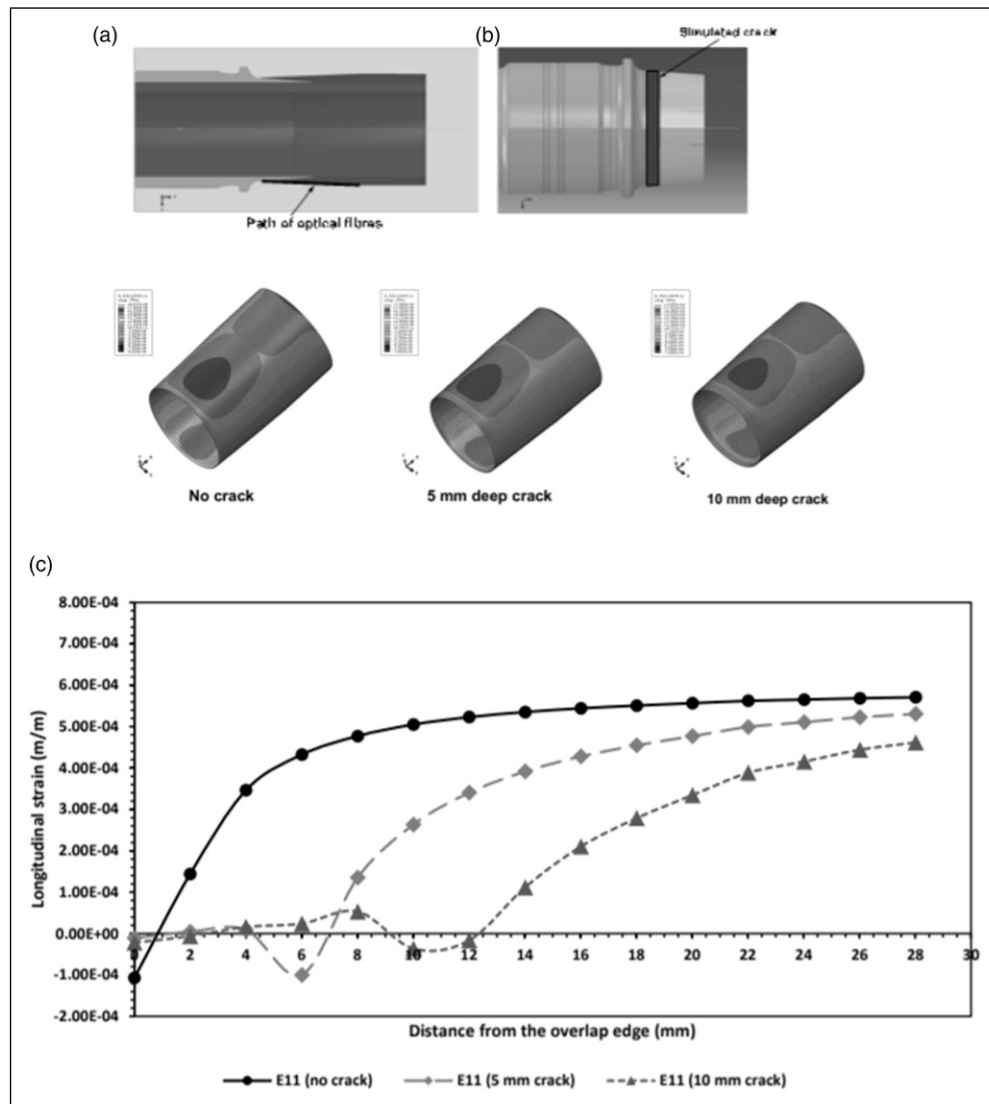 (a)
(b)
Simulated crack
Path of optical fibres
No crack
5 mm deep crack
10 mm deep crack
(c)
8.00E-04
7.00E-04
6.00E-04
5.00E-04
4.00E-04
3.00E-04
2.00E-04
1.00E-04
0.00E+00
-1.00E-04
-2.00E-04
Longitudinal strain (m/m)
0 2 4 6 8 10 12 14 16 18 20 22 24 26 28 30
Distance from the overlap edge (mm)
E11 (no crack) E11 (5 mm crack) E11 (10 mm crack)